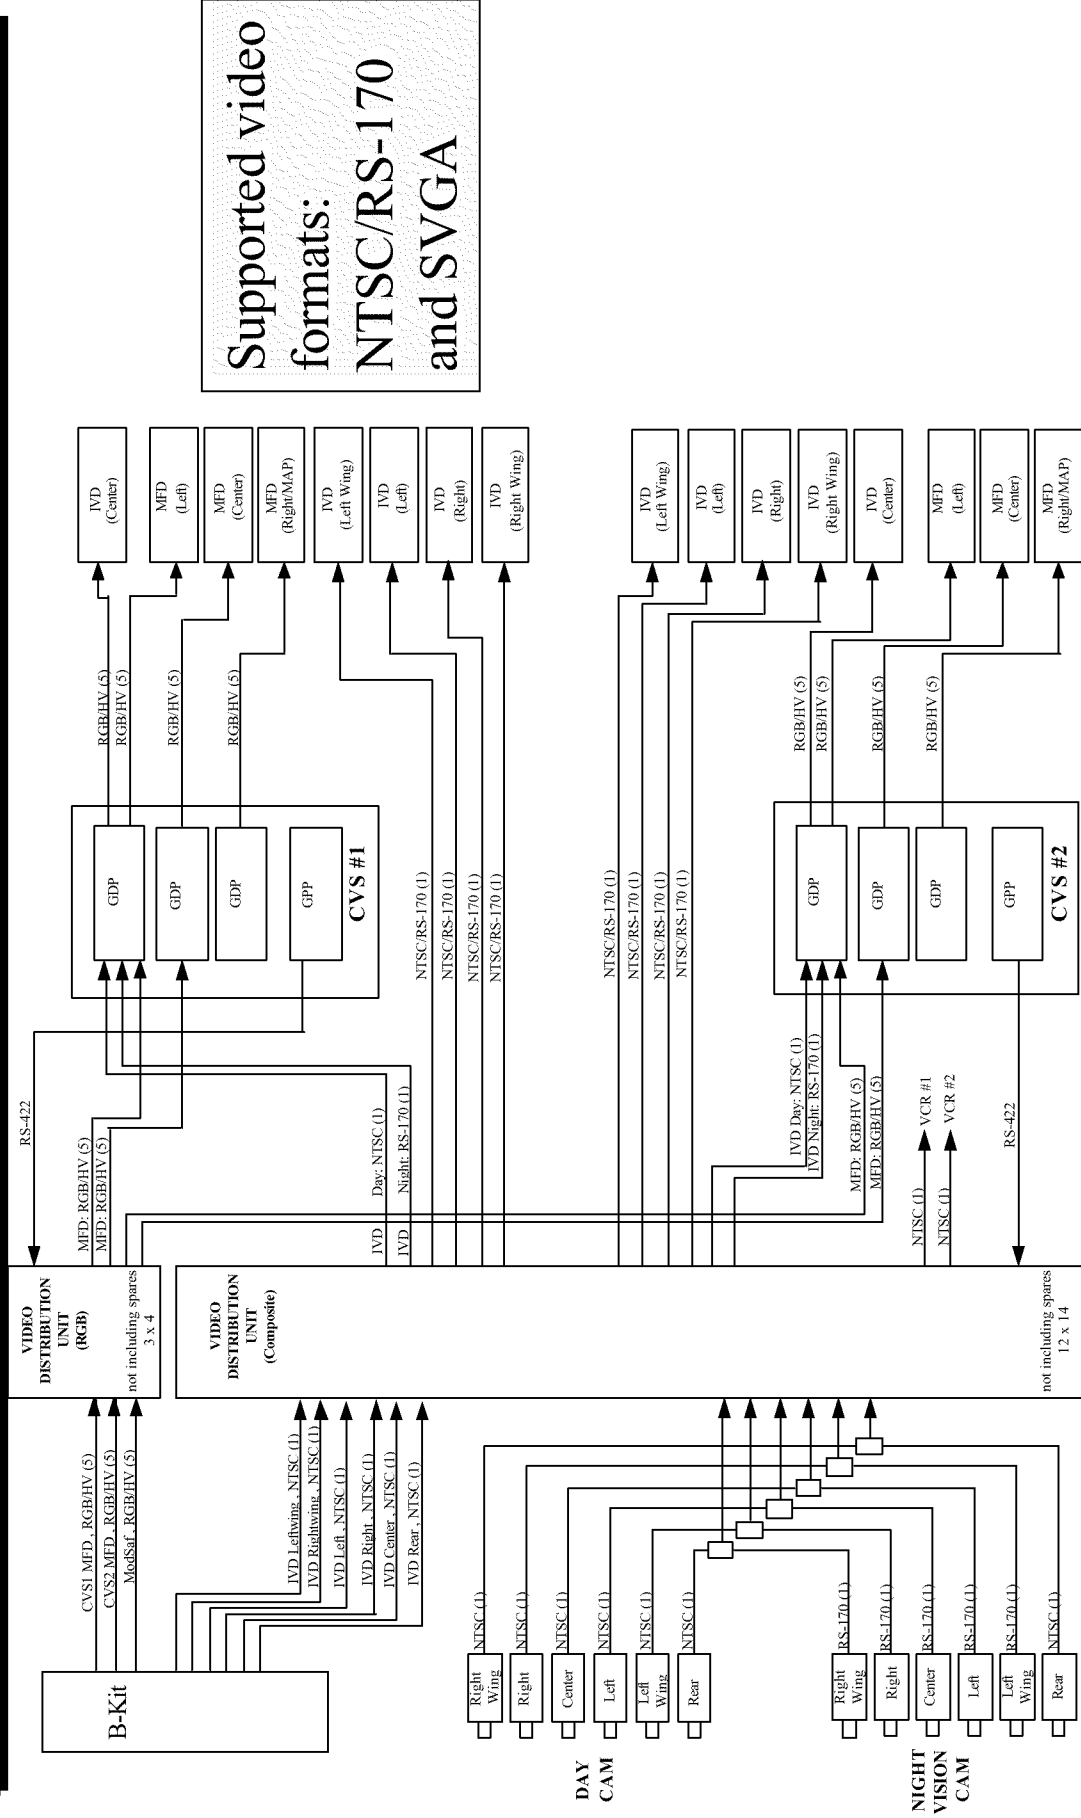 Supported video
formats:
NTSC/RS-170
and SVGA
B-Kit
CVS1 MFD , RGB/HV (5)
CVS2 MFD , RGB/HV (5)
ModSaf , RGB/HV (5)
IVD Leftwing , NTSC (1)
IVD Rightwing , NTSC (1)
IVD Left , NTSC (1)
IVD Right , NTSC (1)
IVD Center , NTSC (1)
IVD Rear , NTSC (1)
DAY
CAM
Right
Wing
Right
Center
Left
Left
Wing
Rear
NTSC (1)
NTSC (1)
NTSC (1)
NTSC (1)
NTSC (1)
NTSC (1)
NIGHT
VISION
CAM
Right
Wing
Right
Center
Left
Left
Wing
Rear
RS-170 (1)
RS-170 (1)
RS-170 (1)
RS-170 (1)
RS-170 (1)
NTSC (1)
VIDEO
DISTRIBUTION
UNIT
(RGB)
not including spares
3 x 4
VIDEO
DISTRIBUTION
UNIT
(Composite)
not including spares
12 x 14
RS-422
MFD: RGB/HV (5)
MFD: RGB/HV (5)
IVD Day: NTSC (1)
IVD Night: RS-170 (1)
NTSC/RS-170 (1)
NTSC/RS-170 (1)
NTSC/RS-170 (1)
NTSC/RS-170 (1)
NTSC/RS-170 (1)
NTSC/RS-170 (1)
NTSC/RS-170 (1)
NTSC/RS-170 (1)
IVD Day: NTSC (1)
IVD Night: RS-170 (1)
MFD: RGB/HV (5)
MFD: RGB/HV (5)
NTSC (1)
VCR #1
NTSC (1)
VCR #2
RS-422
GDP
GDP
GDP
GPP
CVS #1
GDP
GDP
GDP
GPP
CVS #2
RGB/HV (5)
RGB/HV (5)
RGB/HV (5)
RGB/HV (5)
RGB/HV (5)
RGB/HV (5)
RGB/HV (5)
RGB/HV (5)
IVD
(Center)
MFD
(Left)
MFD
(Center)
MFD
(Right/MAP)
IVD
(Left Wing)
IVD
(Left)
IVD
(Right)
IVD
(Right Wing)
IVD
(Left Wing)
IVD
(Left)
IVD
(Right)
IVD
(Right Wing)
IVD
(Center)
MFD
(Left)
MFD
(Center)
MFD
(Right/MAP)